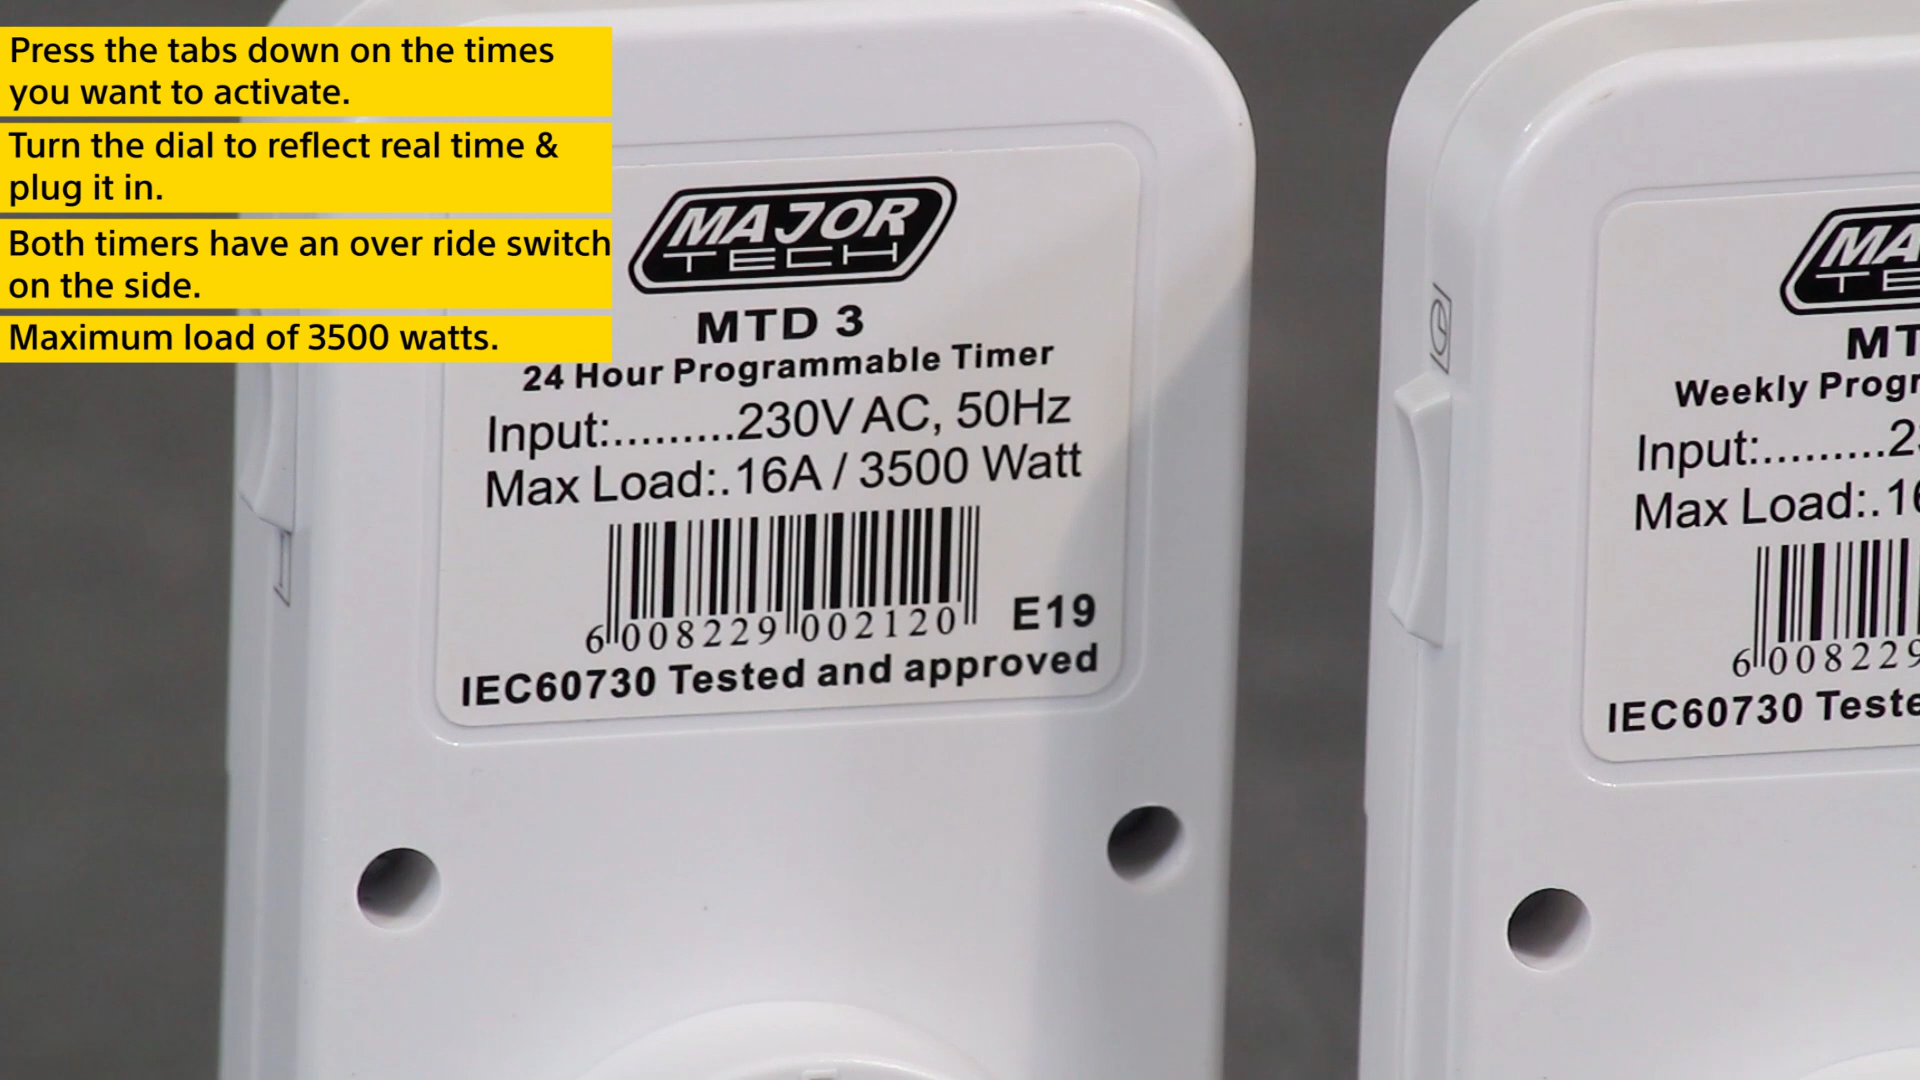 Press the tabs down on the times
you want to activate.
Turn the dial to reflect real time &
plug it in.
Both timers have an over ride switch
on the side.
Maximum load of 3500 watts.
MAJOR
TECH
MTD 3
24 Hour Programmable Timer
Input:.........230V AC, 50Hz
Max Load:.16A / 3500 Watt
6 008229 002120 E19
IEC60730 Tested and approved
MA
TE
MT
Weekly Progr
Input:.........2
Max Load:.16
6 008229
IEC60730 Teste